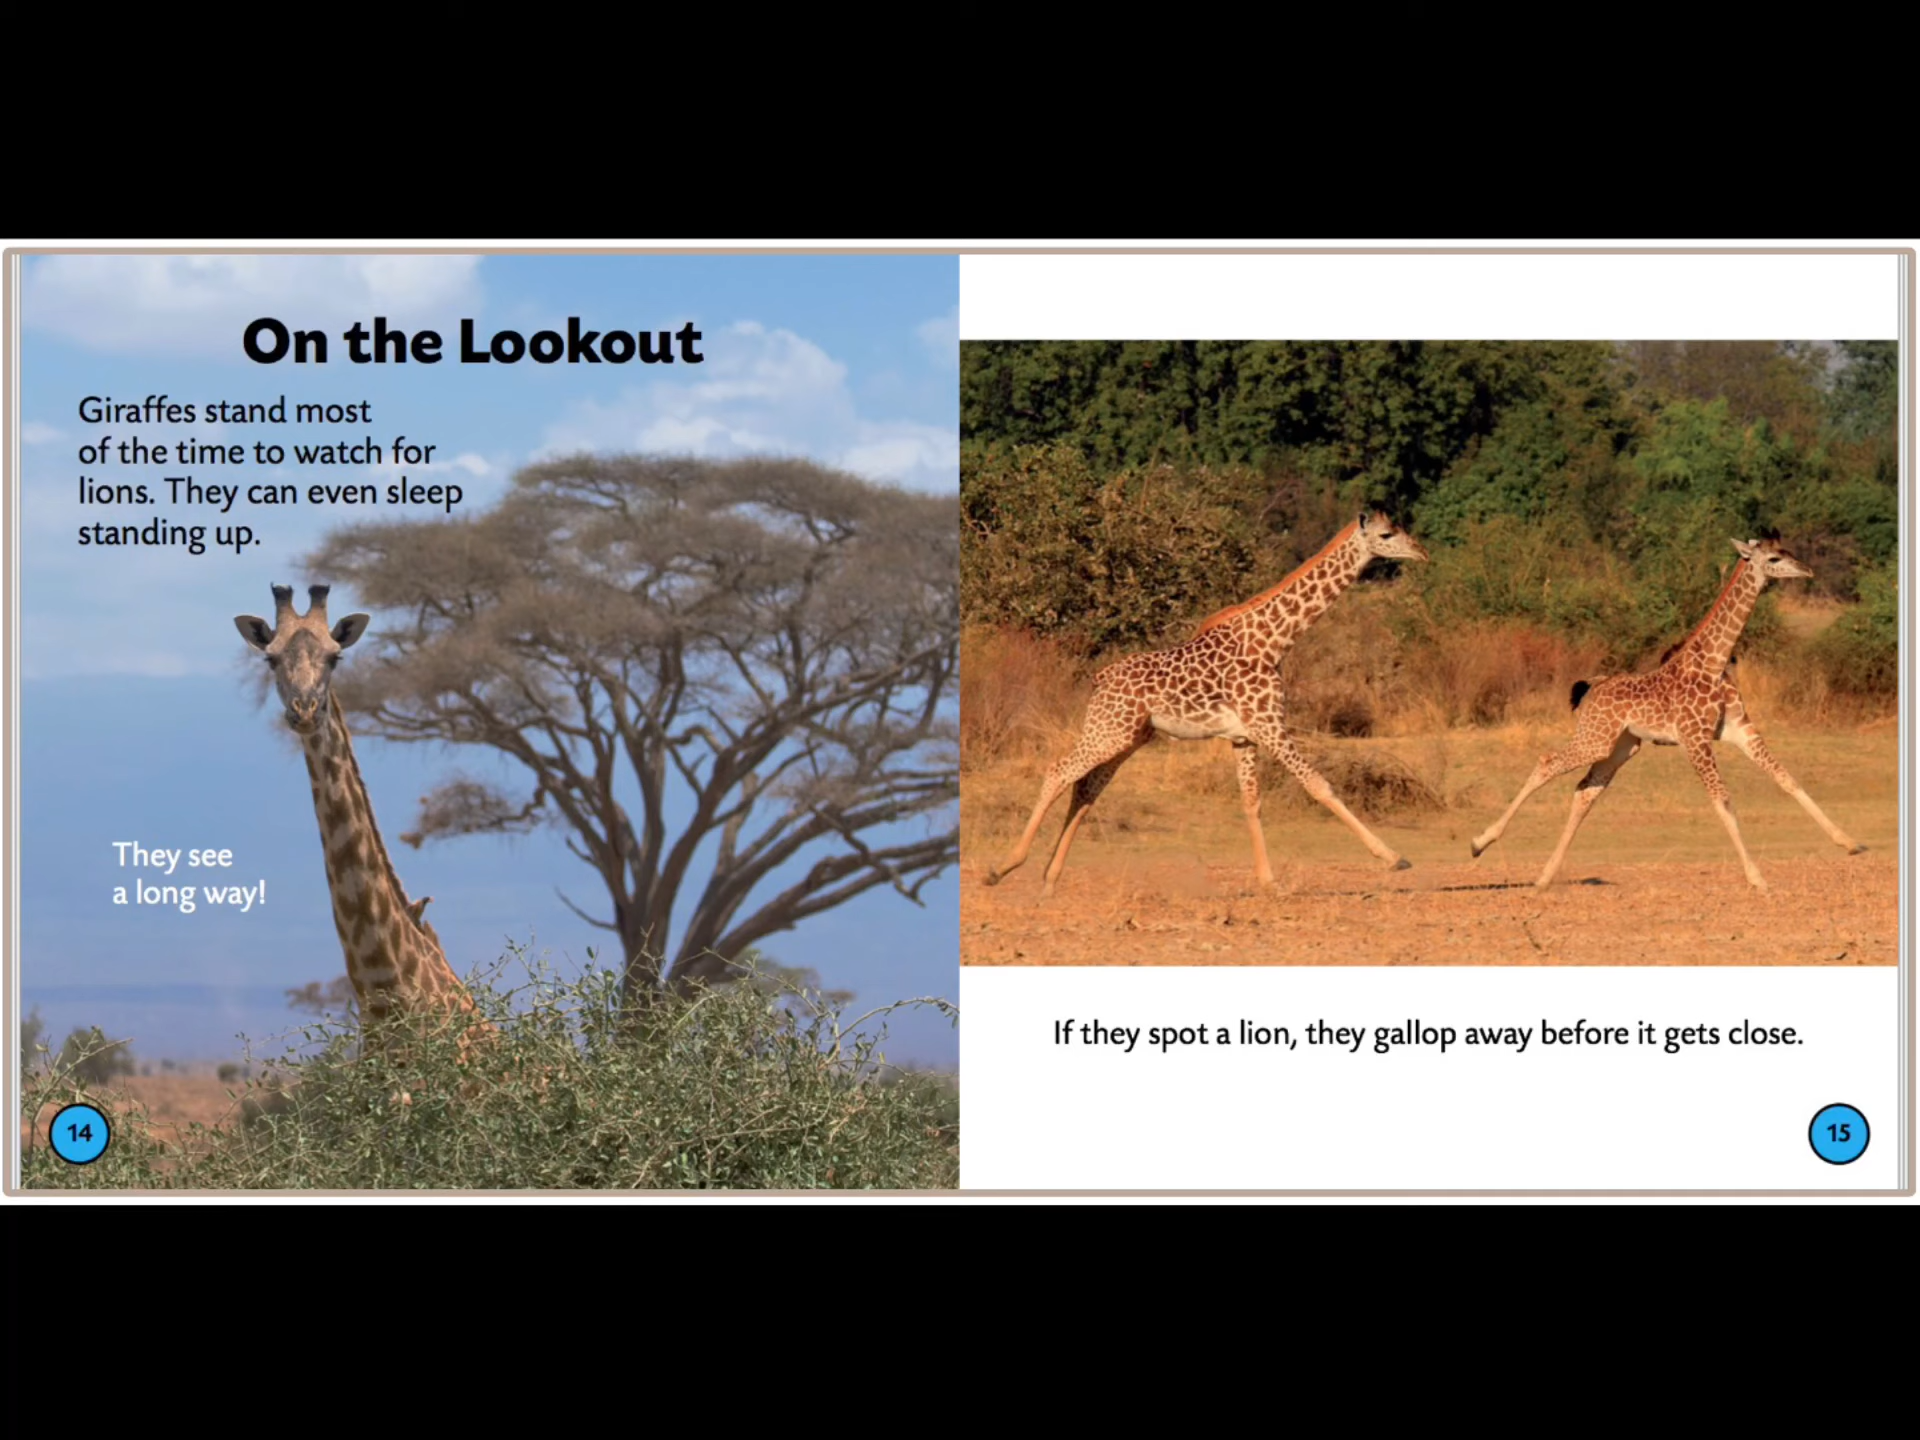 On the Lookout
Giraffes stand most
of the time to watch for
lions. They can even sleep
standing up.
They see
a long way!
14
If they spot a lion, they gallop away before it gets close.
15